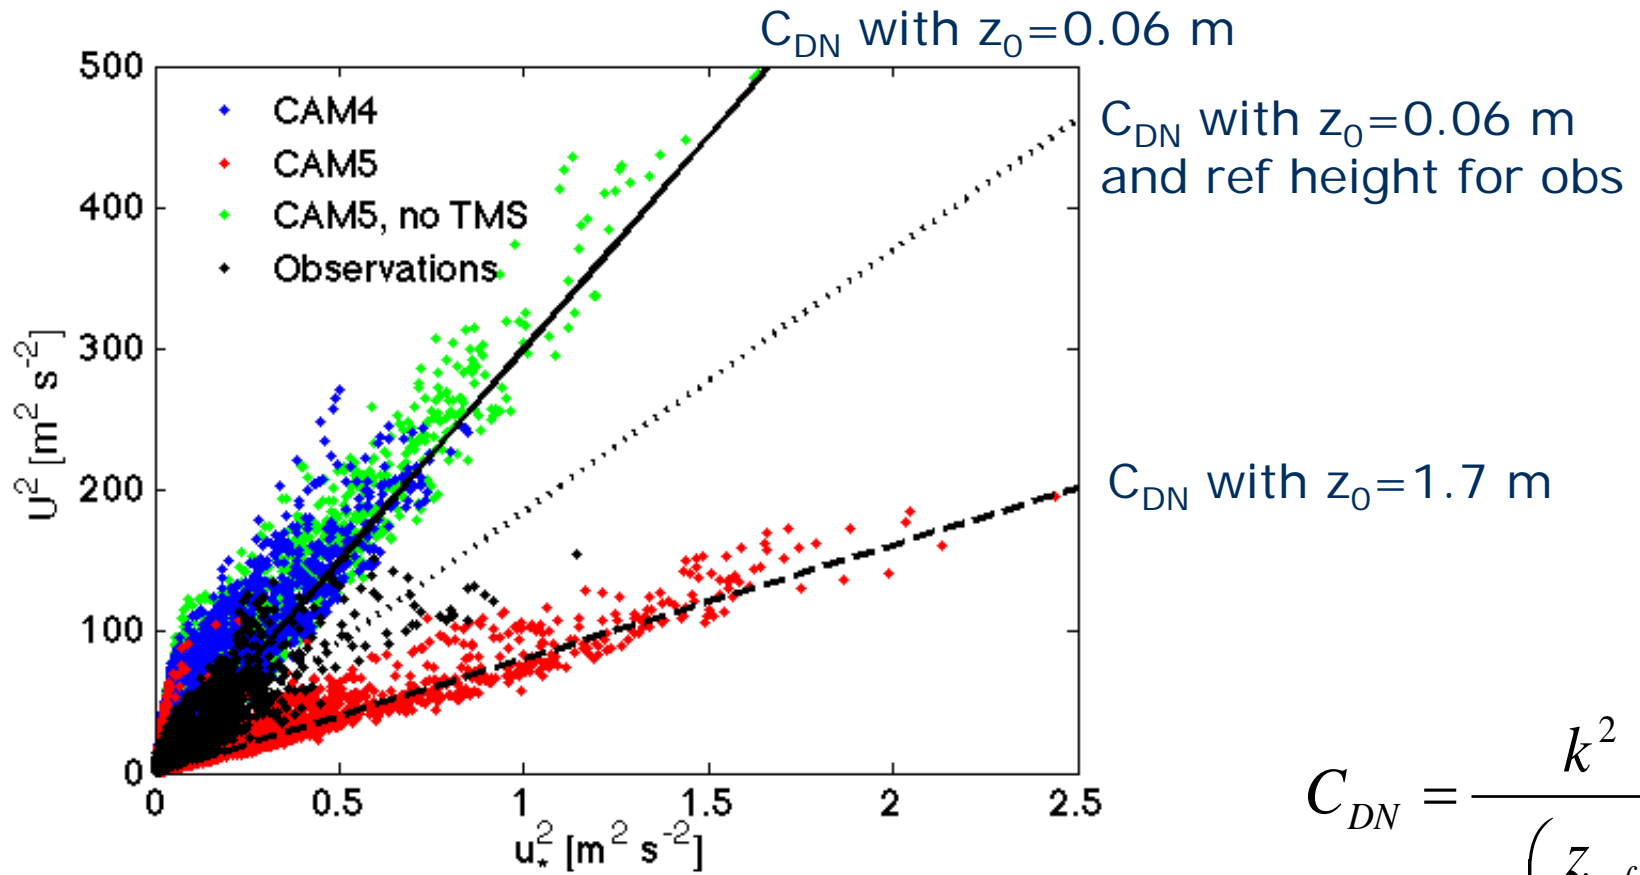 C_DN with z_0=0.06 m
500
CAM4
C_DN with z_0=0.06 m
and ref height for obs
CAM5
400
CAM5, no TMS
Observations
300
U^2 [m^2 s^-2]
200
C_DN with z_0=1.7 m
100
0
0 0.5 1 1.5 2 2.5
u_*^2 [m^2 s^-2]
C_DN = k^2
( z